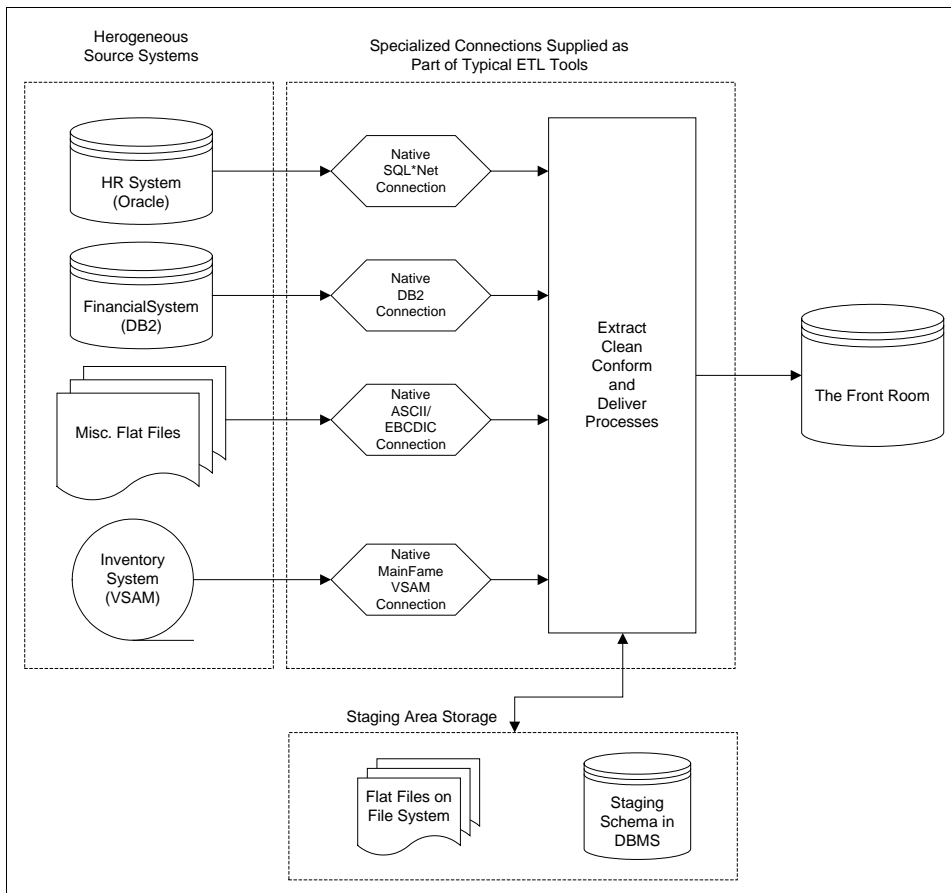 Herogeneous
Source Systems
Specialized Connections Supplied as
Part of Typical ETL Tools
HR System
(Oracle)
Native
SQL*Net
Connection
FinancialSystem
(DB2)
Native
DB2
Connection
Misc. Flat Files
Native
ASCII/
EBCDIC
Connection
Inventory
System
(VSAM)
Native
MainFame
VSAM
Connection
Extract
Clean
Conform
and
Deliver
Processes
The Front Room
Staging Area Storage
Flat Files on
File System
Staging
Schema in
DBMS